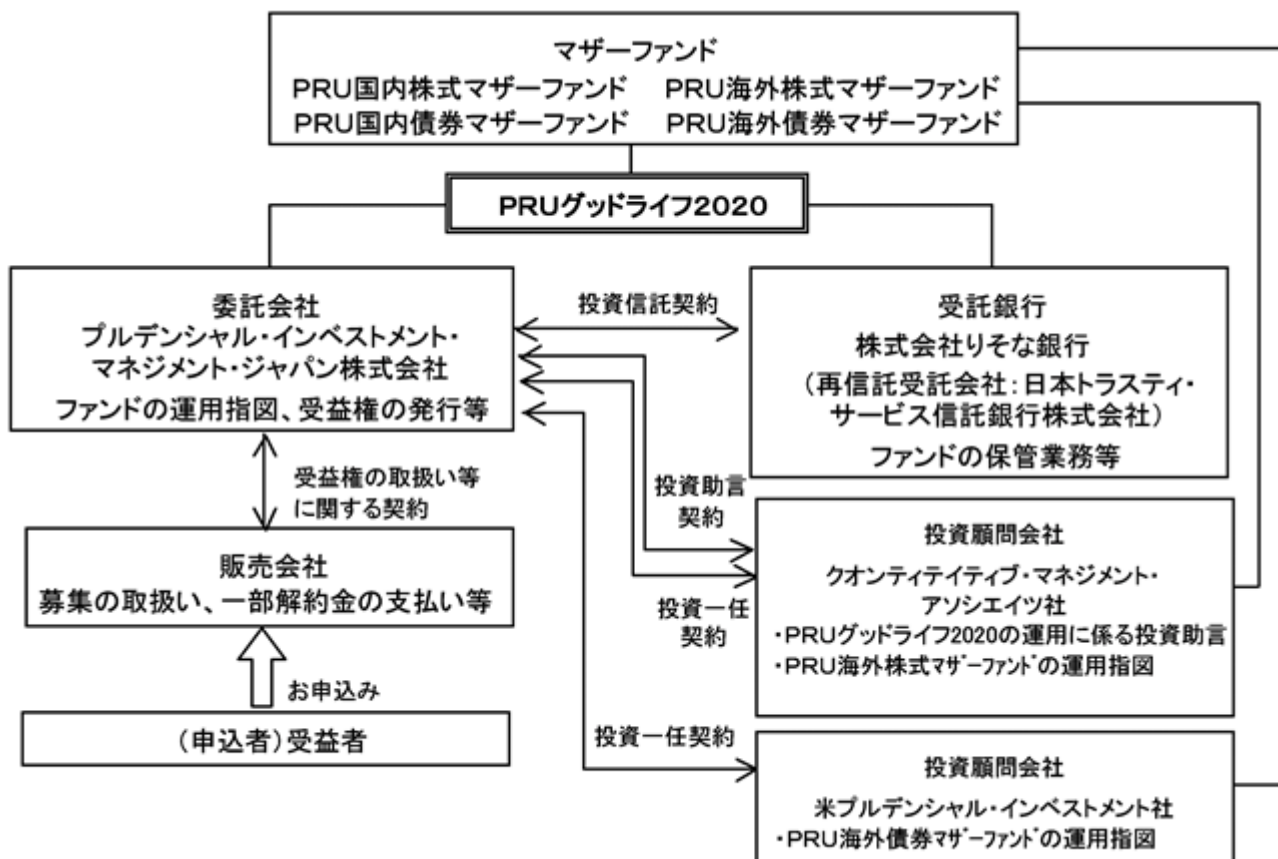 マザーファンド
PRU国内株式マザーファンド　PRU海外株式マザーファンド
PRU国内債券マザーファンド　PRU海外債券マザーファンド
PRUグッドライフ2020
委託会社
プルデンシャル・インベストメント・
マネジメント・ジャパン株式会社
ファンドの運用指図、受益権の発行等
投資信託契約
受託銀行
株式会社りそな銀行
（再信託受託会社：日本トラスティ・
サービス信託銀行株式会社）
ファンドの保管業務等
受益権の取扱い等
に関する契約
投資助言
契約
投資一任
契約
投資顧問会社
クオンティテイティブ・マネジメント・
アソシエイツ社
・PRUグッドライフ2020の運用に係る投資助言
・PRU海外株式マザーファンドの運用指図
販売会社
募集の取扱い、一部解約金の支払い等
お申込み
（申込者）受益者
投資一任契約
投資顧問会社
米プルデンシャル・インベストメント社
・PRU海外債券マザーファンドの運用指図